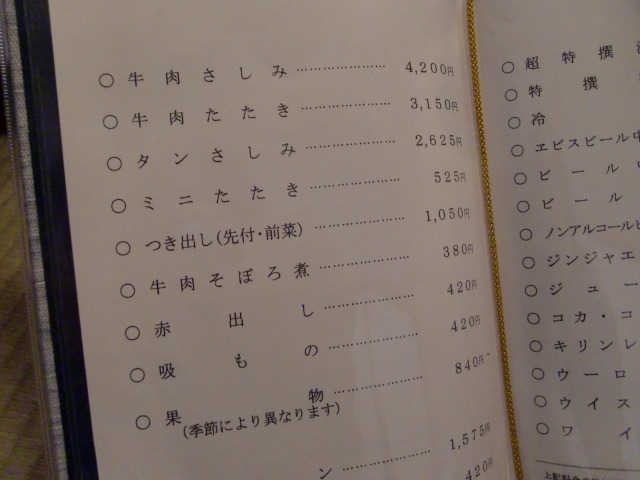 ○ 牛肉さしみ …………………… 4,200円
○ 牛肉たたき …………………… 3,150円
○ タンさしみ …………………… 2,625円
○ ミニたたき …………………… 525円
○ つき出し(先付・前菜) …………………… 1,050円
○ 牛肉そぼろ煮 …………………… 380円
○ 赤出し …………………… 420円
○ 吸もの …………………… 420円
○ 果物 …………………… 840円~
(季節により異なります)
ン …………………… 1,575円
420円
○ 超特撰
○ 特撰
○ 冷
○ ヱビスビール中
○ ビール
○ ビール
○ ノンアルコールビ
○ ジンジャエ
○ ジュー
○ コカ・コ
○ キリンレ
○ ウーロ
○ ウイス
○ ワイ